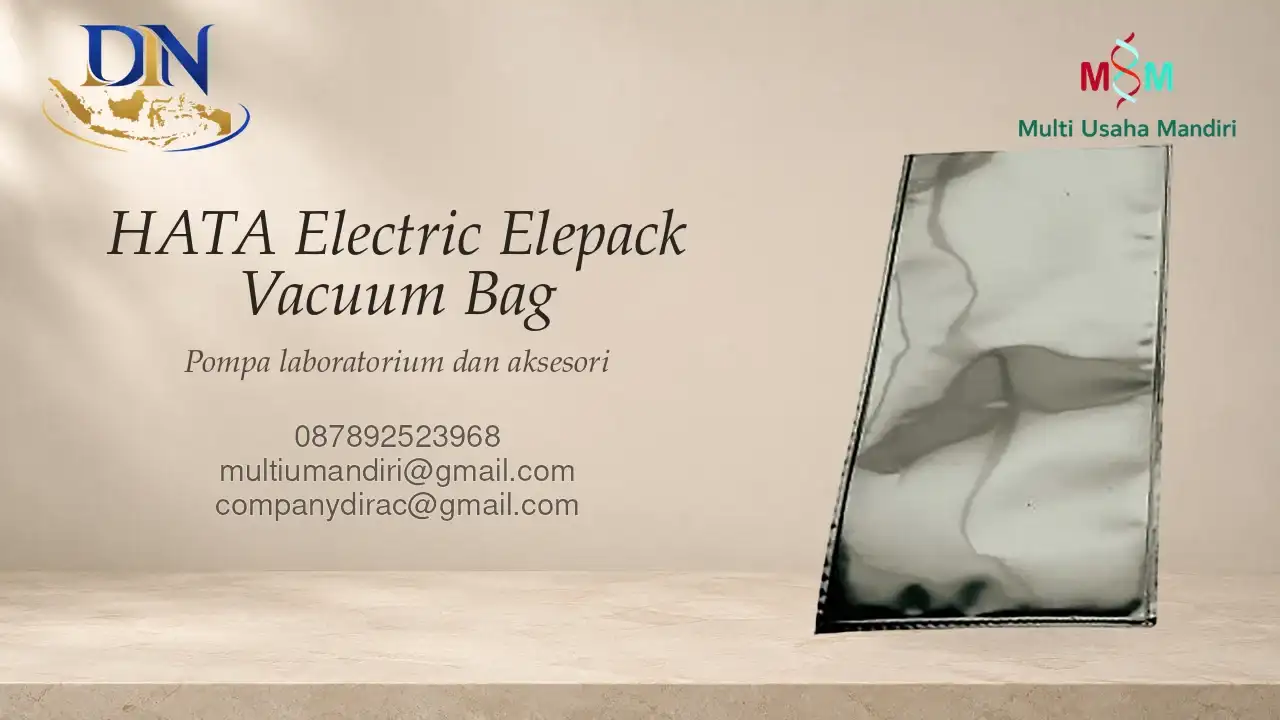 DIN
M M
Multi Usaha Mandiri
HATA Electric Elepack
Vacuum Bag
Pompa laboratorium dan aksesori
087892523968
multiumandiri@gmail.com
companydirac@gmail.com